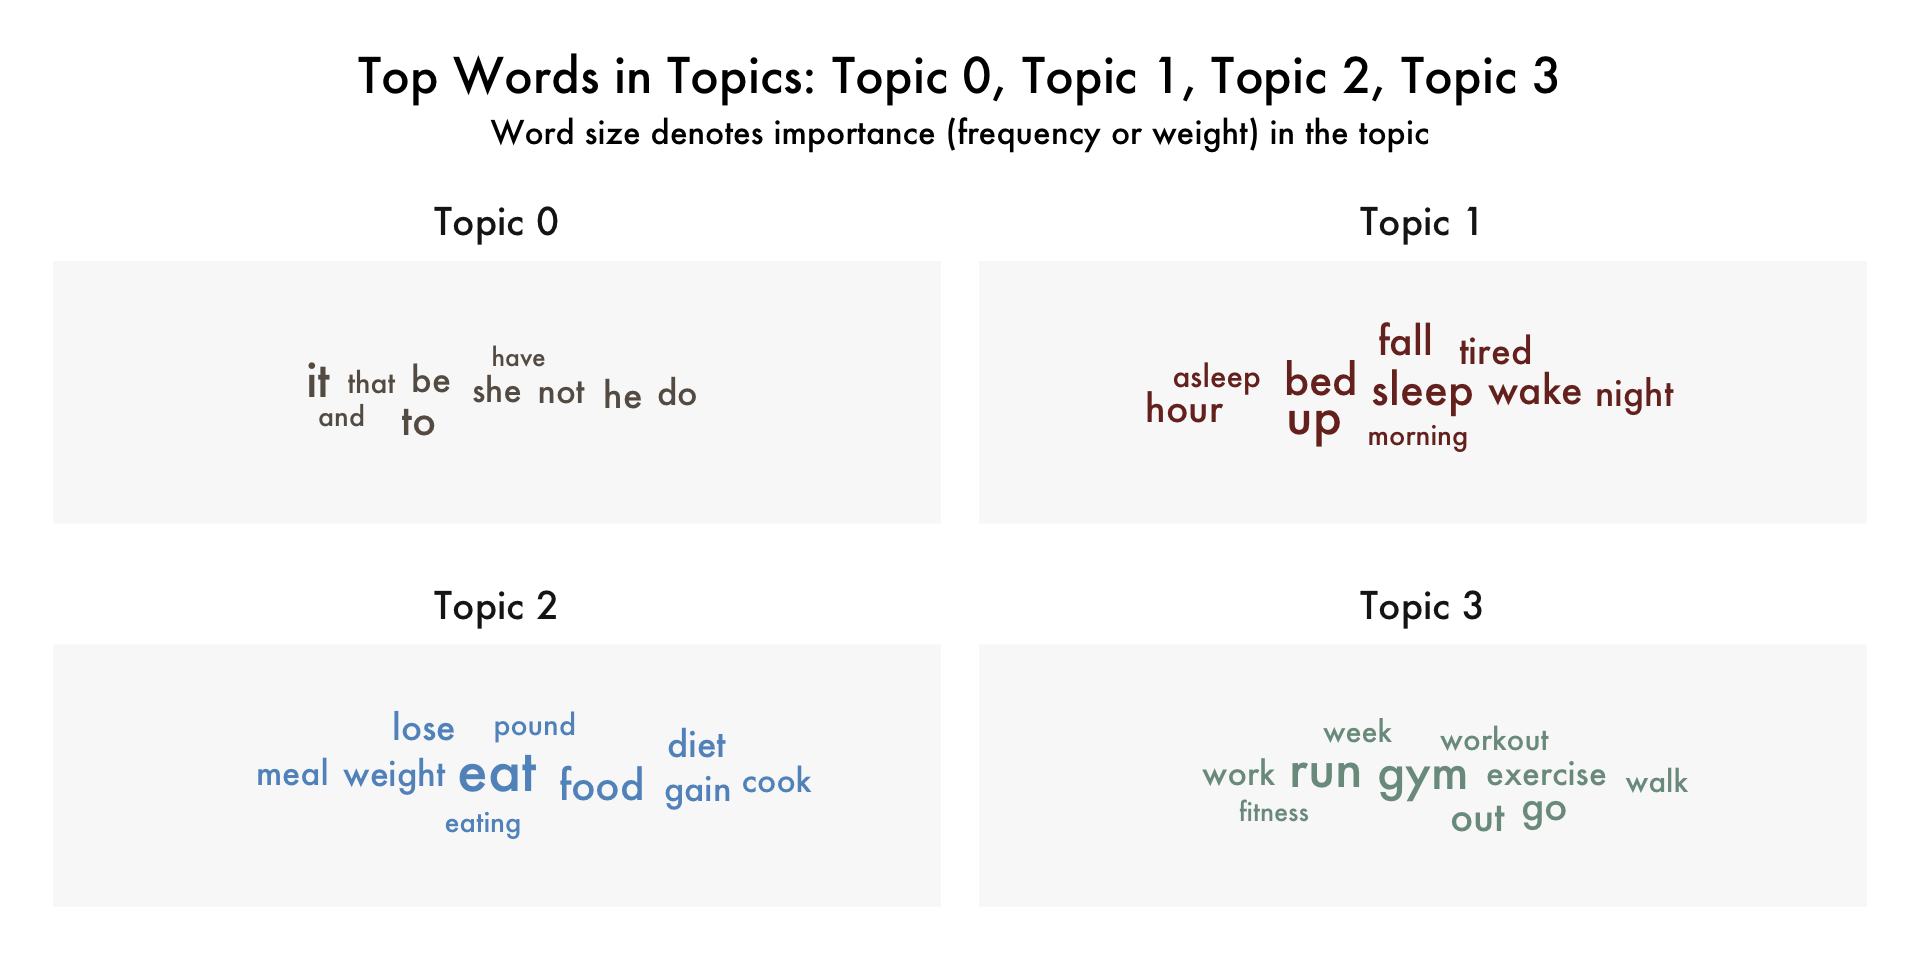 Top Words in Topics: Topic 0, Topic 1, Topic 2, Topic 3
Word size denotes importance (frequency or weight) in the topic
Topic 0
have
it that be she not he do
and to
Topic 1
fall tired
asleep bed sleep wake night
hour up morning
Topic 2
lose pound diet
meal weight eat food gain cook
eating
Topic 3
week workout
work run gym exercise walk
fitness out go